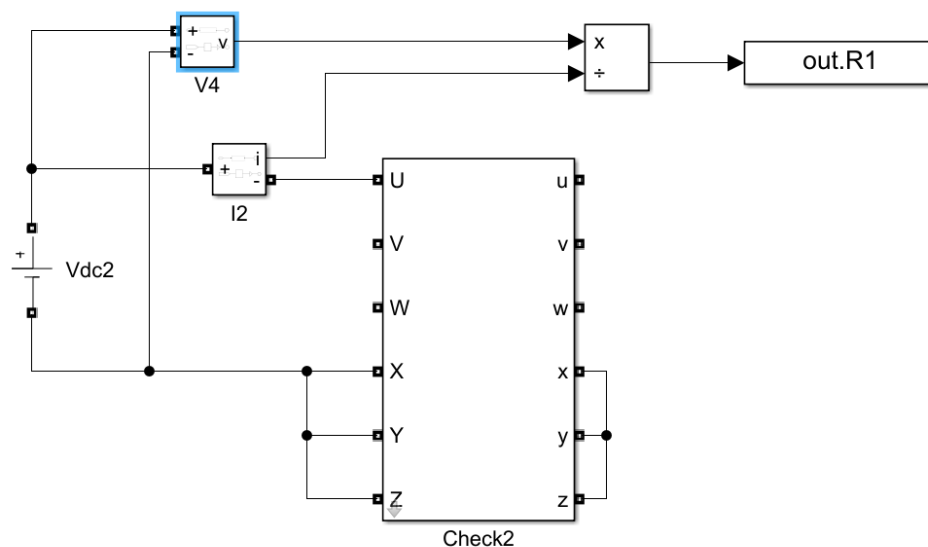 +
-
v
V4
x
÷
out.R1
i
+
-
I2
U
u
V
v
W
w
X
x
Y
y
Z
z
+
Vdc2
Check2